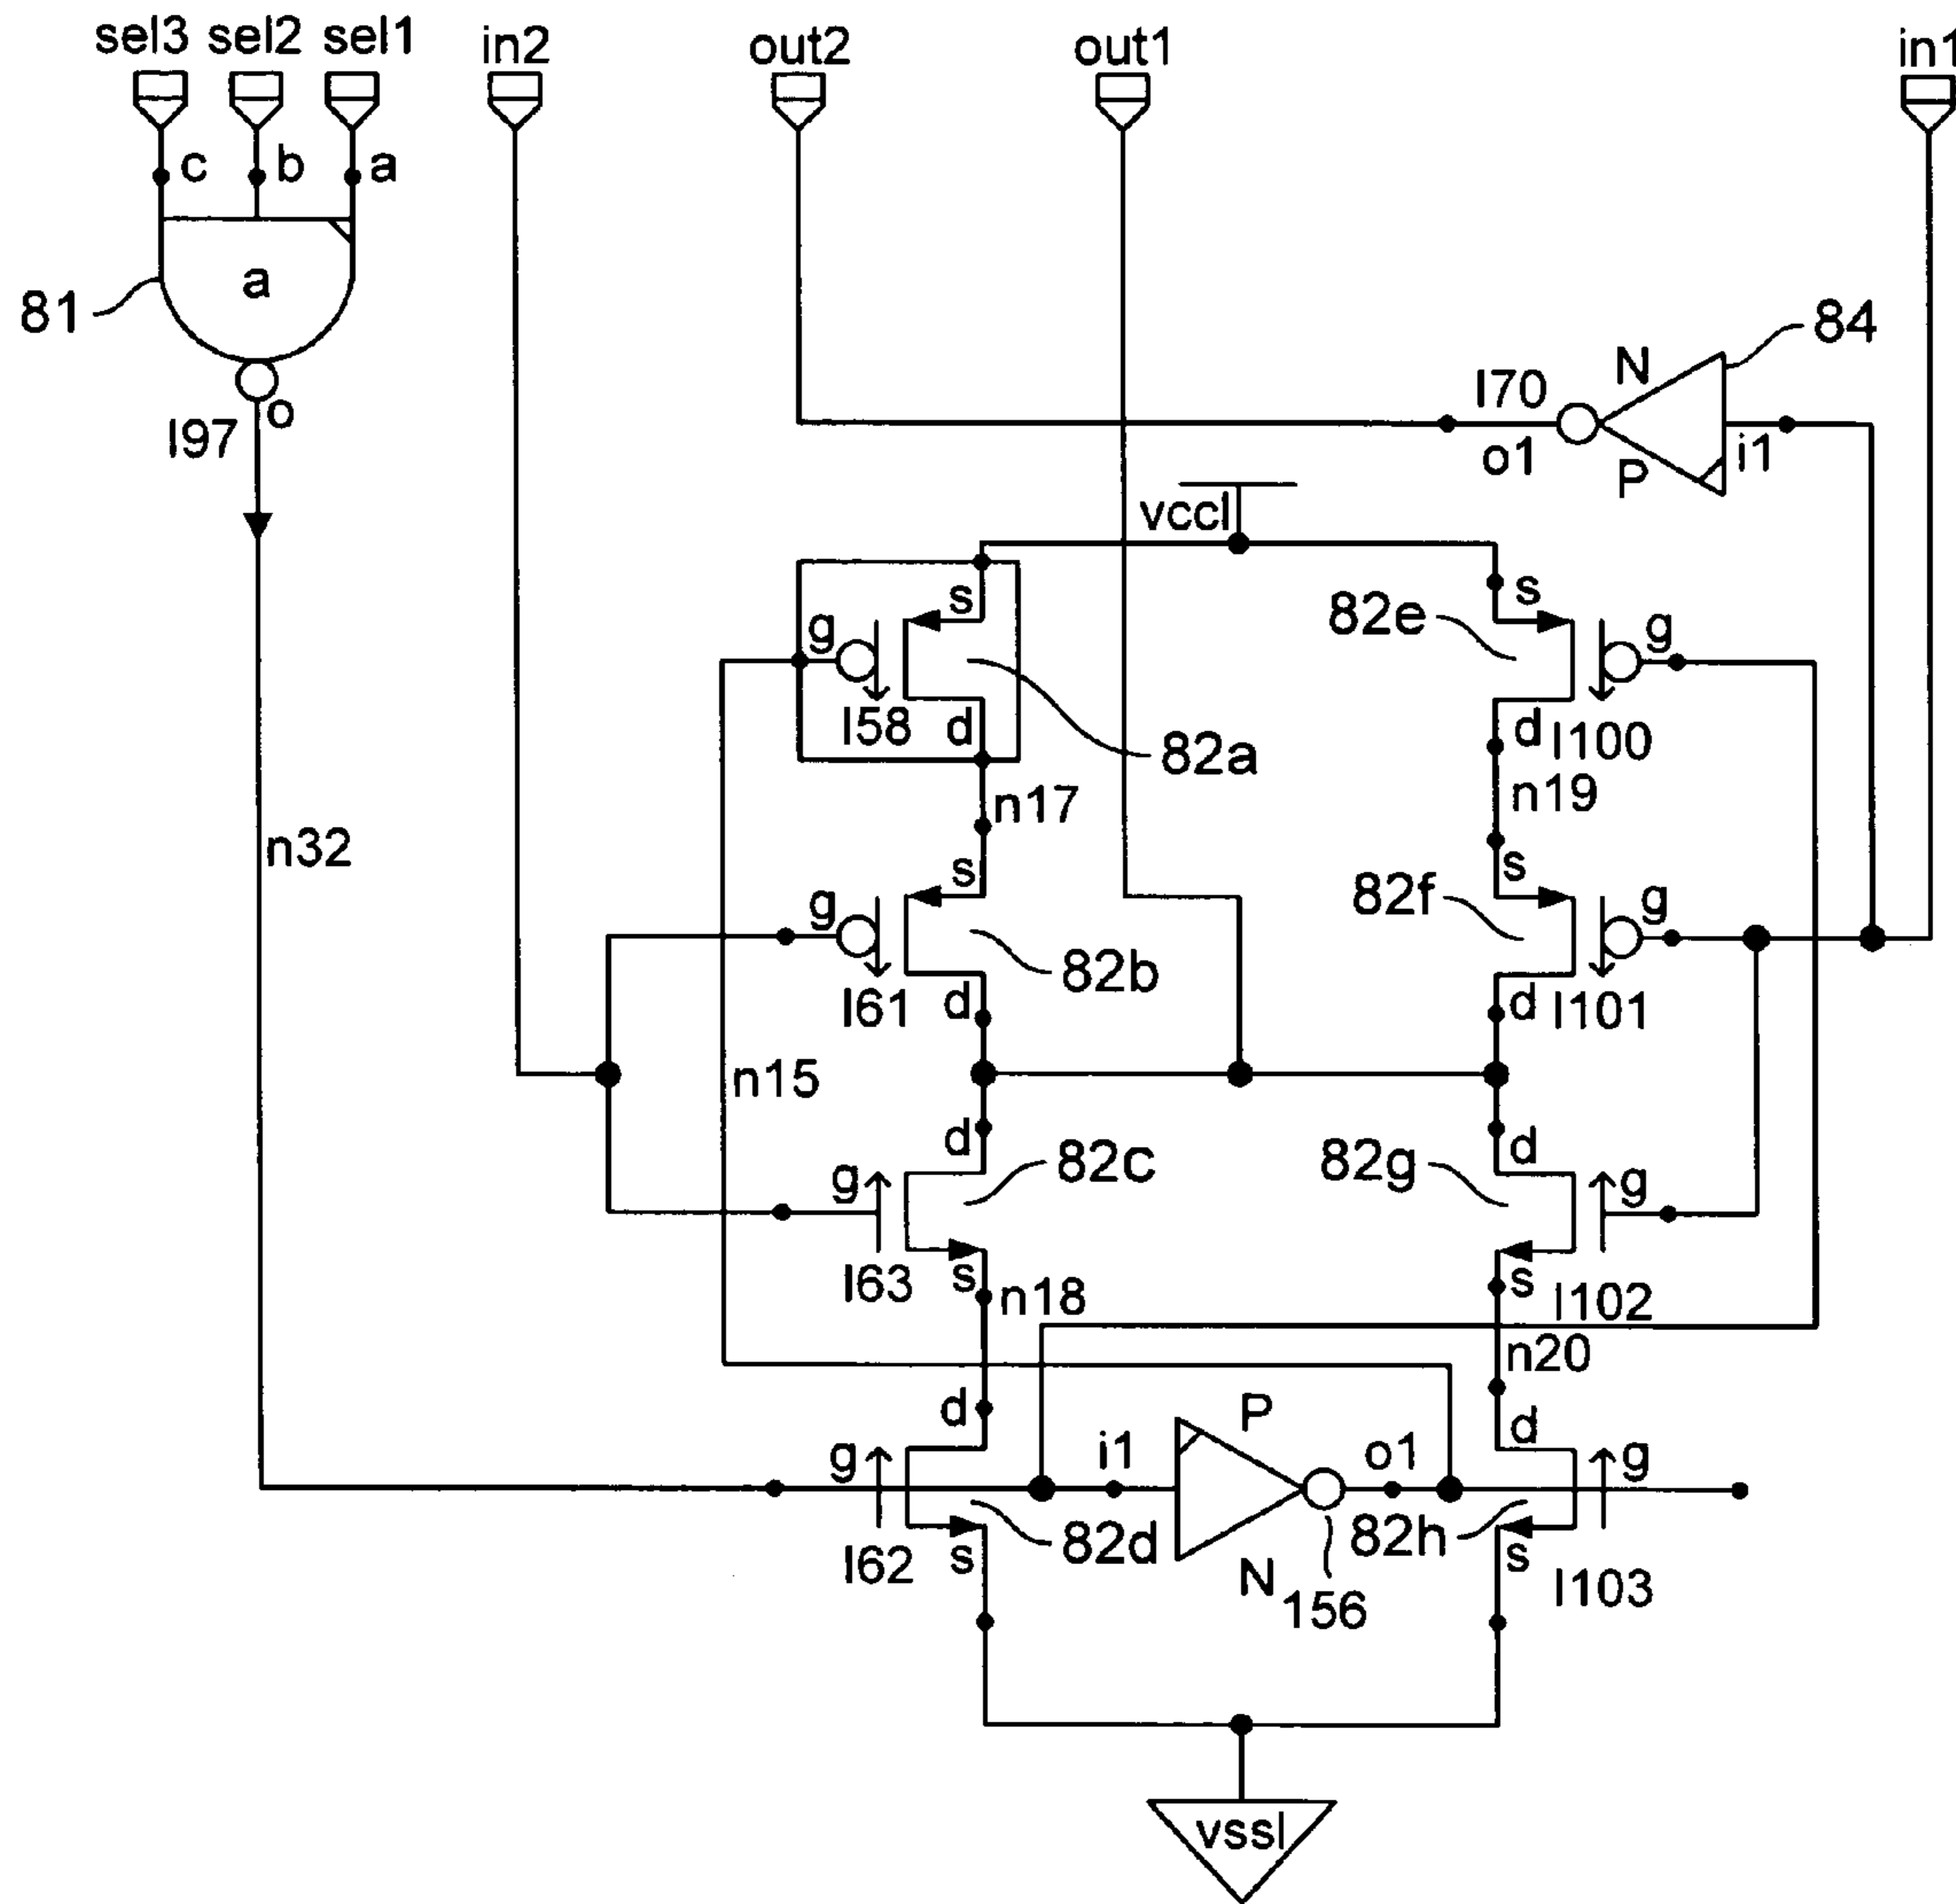 sel3 sel2 sel1 in2 out2 out1 in1
c b a
a
81
o
I97
84
N
I70
o1
P
i1
vccl
s
s
82e
g
g
I58
d
82a
d
I100
n17
n19
n32
s
s
82f
g
g
82b
I61
d
d
I101
n15
d
82c
82g
d
g
g
I63
s
n18
s
I102
n20
d
P
d
g
i1
o1
g
82d
82h
I62
s
N
156
s
I103
vssl